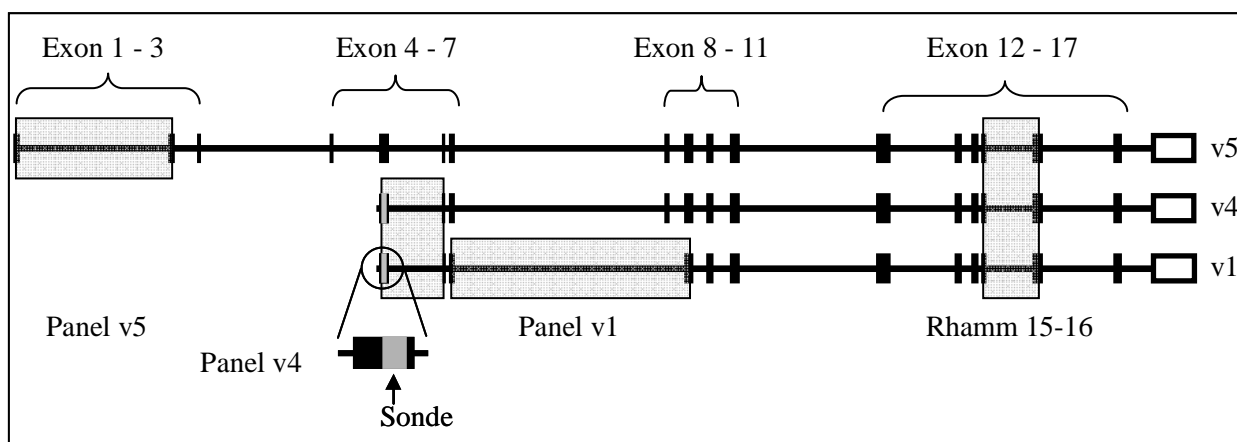 Exon 1 - 3 Exon 4 - 7 Exon 8 - 11 Exon 12 - 17
v5
v4
v1
Panel v5 Panel v1 Rhamm 15-16
Panel v4
Sonde